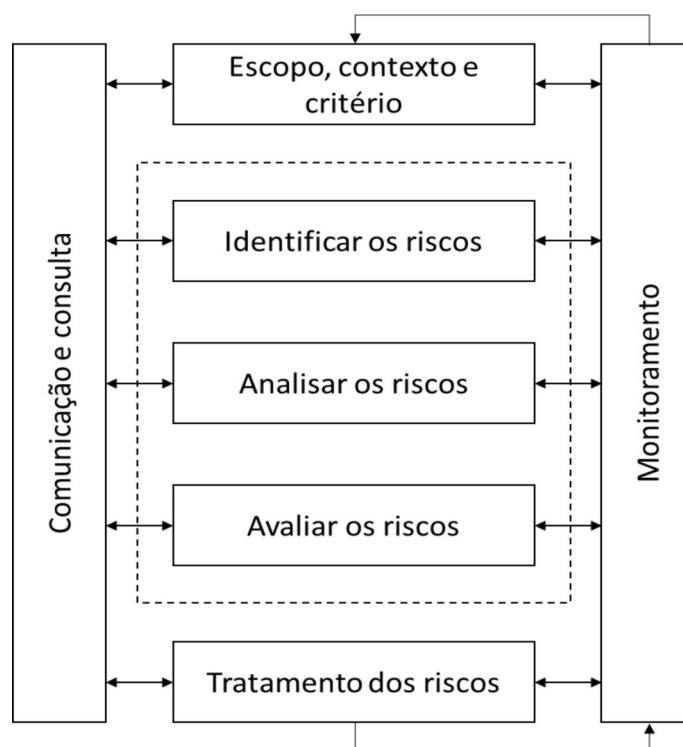 Escopo, contexto e
critério
Comunicação e consulta
Identificar os riscos
Analisar os riscos
Avaliar os riscos
Tratamento dos riscos
Monitoramento